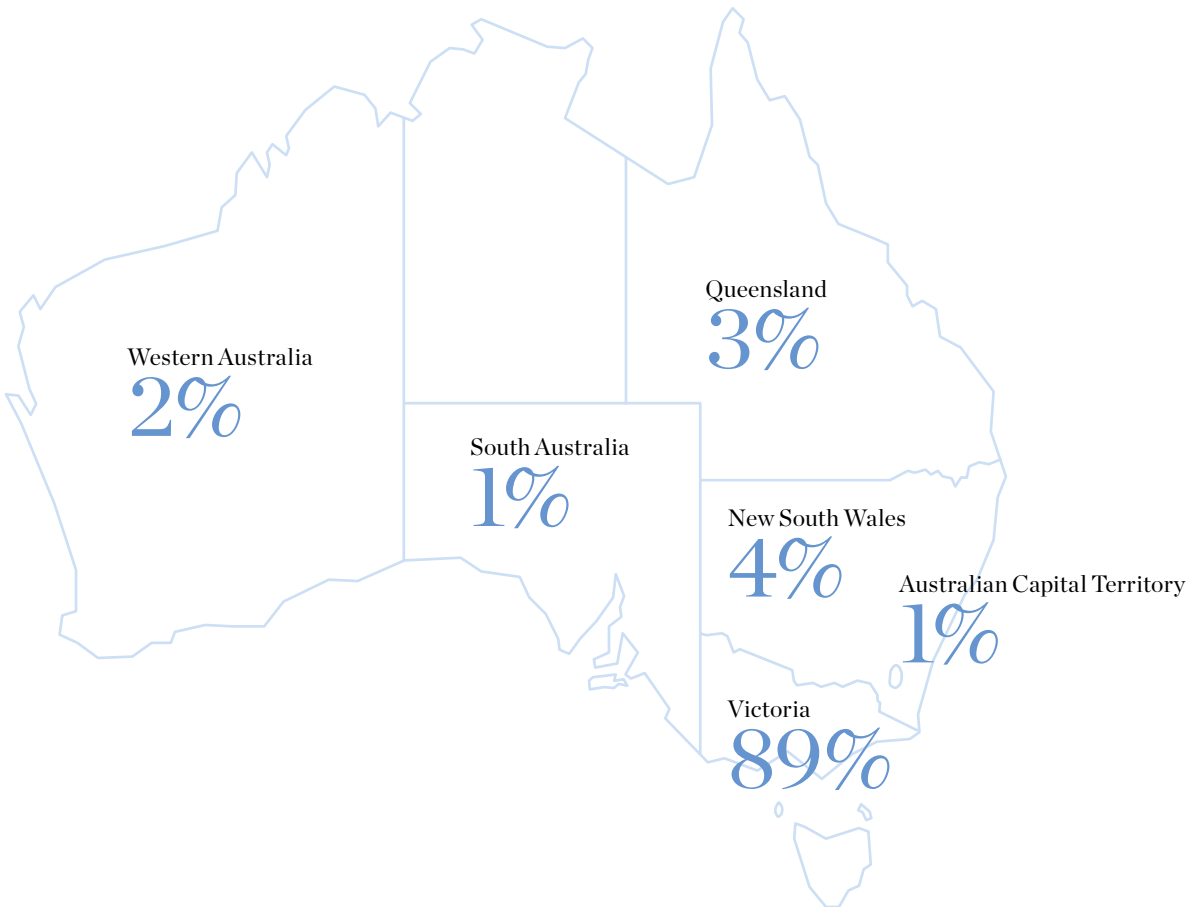 Queensland
3%
Western Australia
2%
South Australia
1%
New South Wales
4%
Australian Capital Territory
1%
Victoria
89%